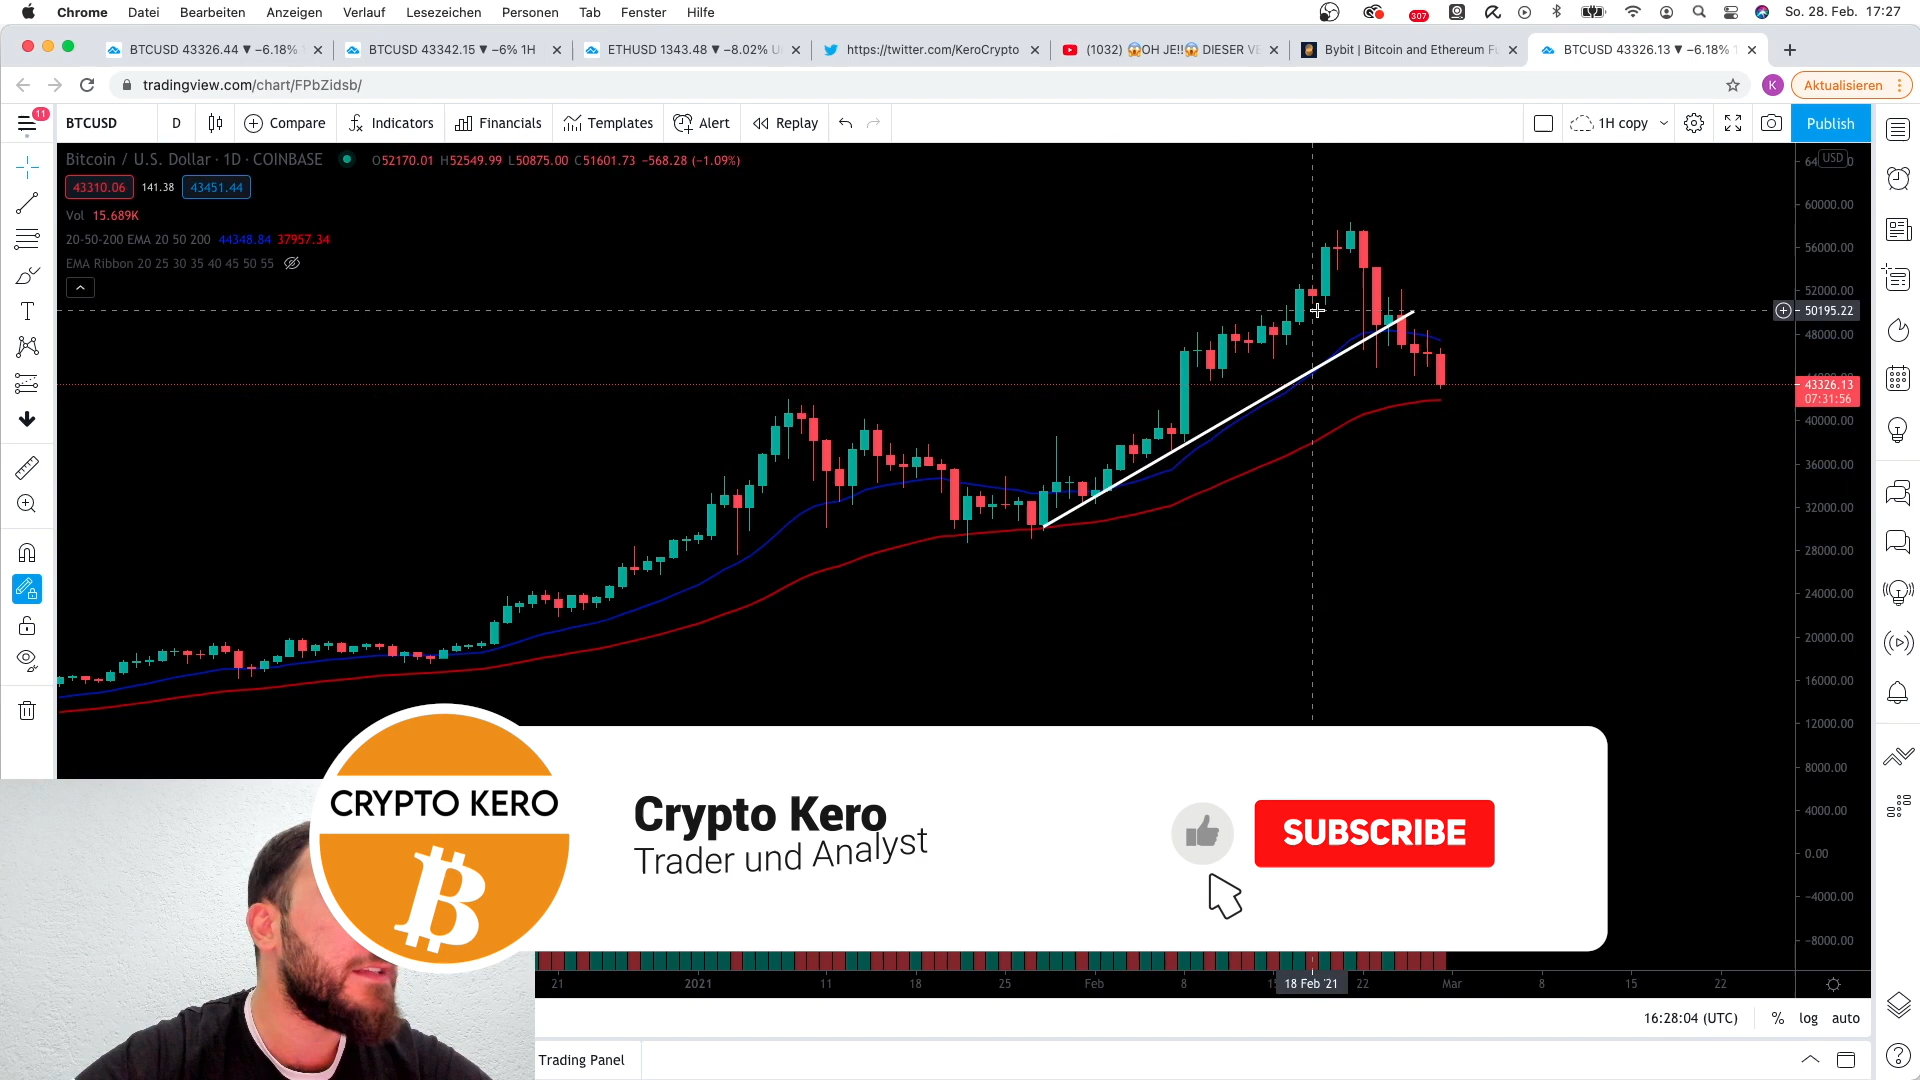 Chrome Datei Bearbeiten Anzeigen Verlauf Lesezeichen Personen Tab Fenster Hilfe 307 So. 28. Feb. 17:27
BTCUSD 43326.44 ▼ −6.18% BTCUSD 43342.15 ▼ −6% 1H ETHUSD 1343.48 ▼ −8.02% https://twitter.com/KeroCrypto (1032) 😱OH JE!!😱 DIESER VE Bybit | Bitcoin and Ethereum BTCUSD 43326.13 ▼ −6.18%
tradingview.com/chart/FPbZidsb/ K Aktualisieren
11 BTCUSD D Compare Indicators Financials Templates Alert Replay 1H copy Publish
Bitcoin / U.S. Dollar · 1D · COINBASE O52170.01 H52549.99 L50875.00 C51601.73 −568.28 (−1.09%)
43310.06 141.38 43451.44
Vol 15.689K
20-50-200 EMA 20 50 200 44348.84 37957.34
EMA Ribbon 20 25 30 35 40 45 50 55
USD
60000.00
56000.00
52000.00
50195.22
48000.00
43326.13
07:31:56
40000.00
36000.00
32000.00
28000.00
24000.00
20000.00
16000.00
12000.00
8000.00
4000.00
0.00
−4000.00
−8000.00
CRYPTO KERO
Crypto Kero
Trader und Analyst
SUBSCRIBE
21 2021 11 18 25 Feb 8 18 Feb '21 22 Mar 8 15 22
16:28:04 (UTC) % log auto
Trading Panel